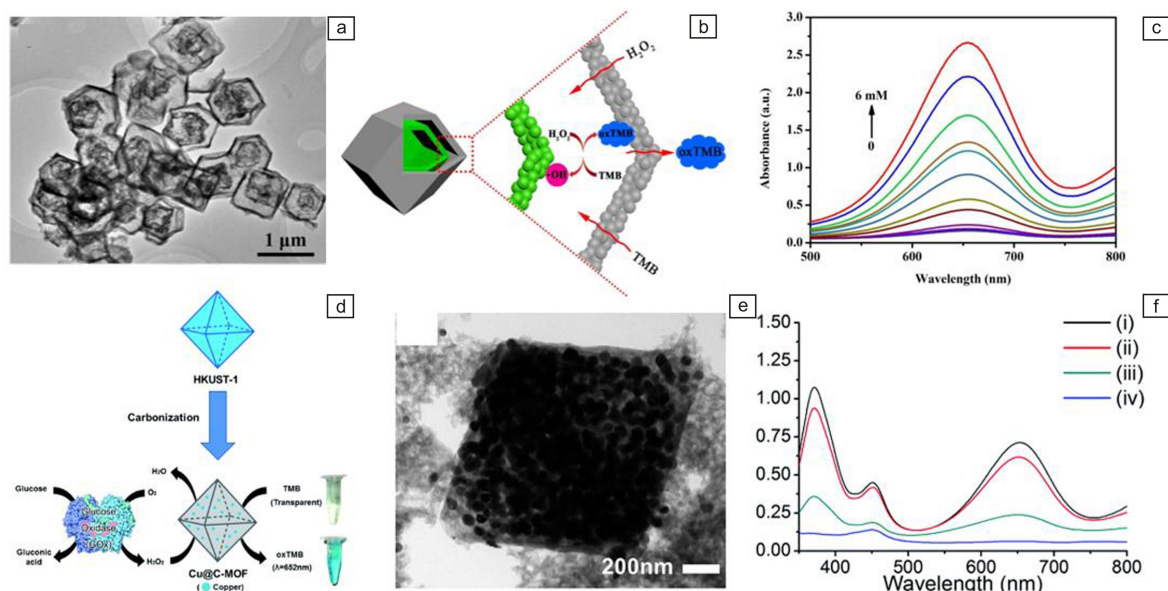 a
1 µm
b
H₂O₂
H₂O₂
oxTMB
oxTMB
·OH
TMB
TMB
c
3.0
2.5
2.0
1.5
1.0
0.5
0.0
Absorbance (a.u.)
6 mM
0
500
600
700
800
Wavelength (nm)
d
HKUST-1
Carbonization
H₂O
Glucose
O₂
TMB
(Transparent)
Glucose
Oxidase
(GOx)
Gluconic
acid
H₂O₂
oxTMB
(λ=652nm)
Cu@C-MOF
( Copper)
e
200nm
f
1.50
1.25
1.00
0.75
0.50
0.25
0.00
(i)
(ii)
(iii)
(iv)
400
500
600
700
800
Wavelength (nm)